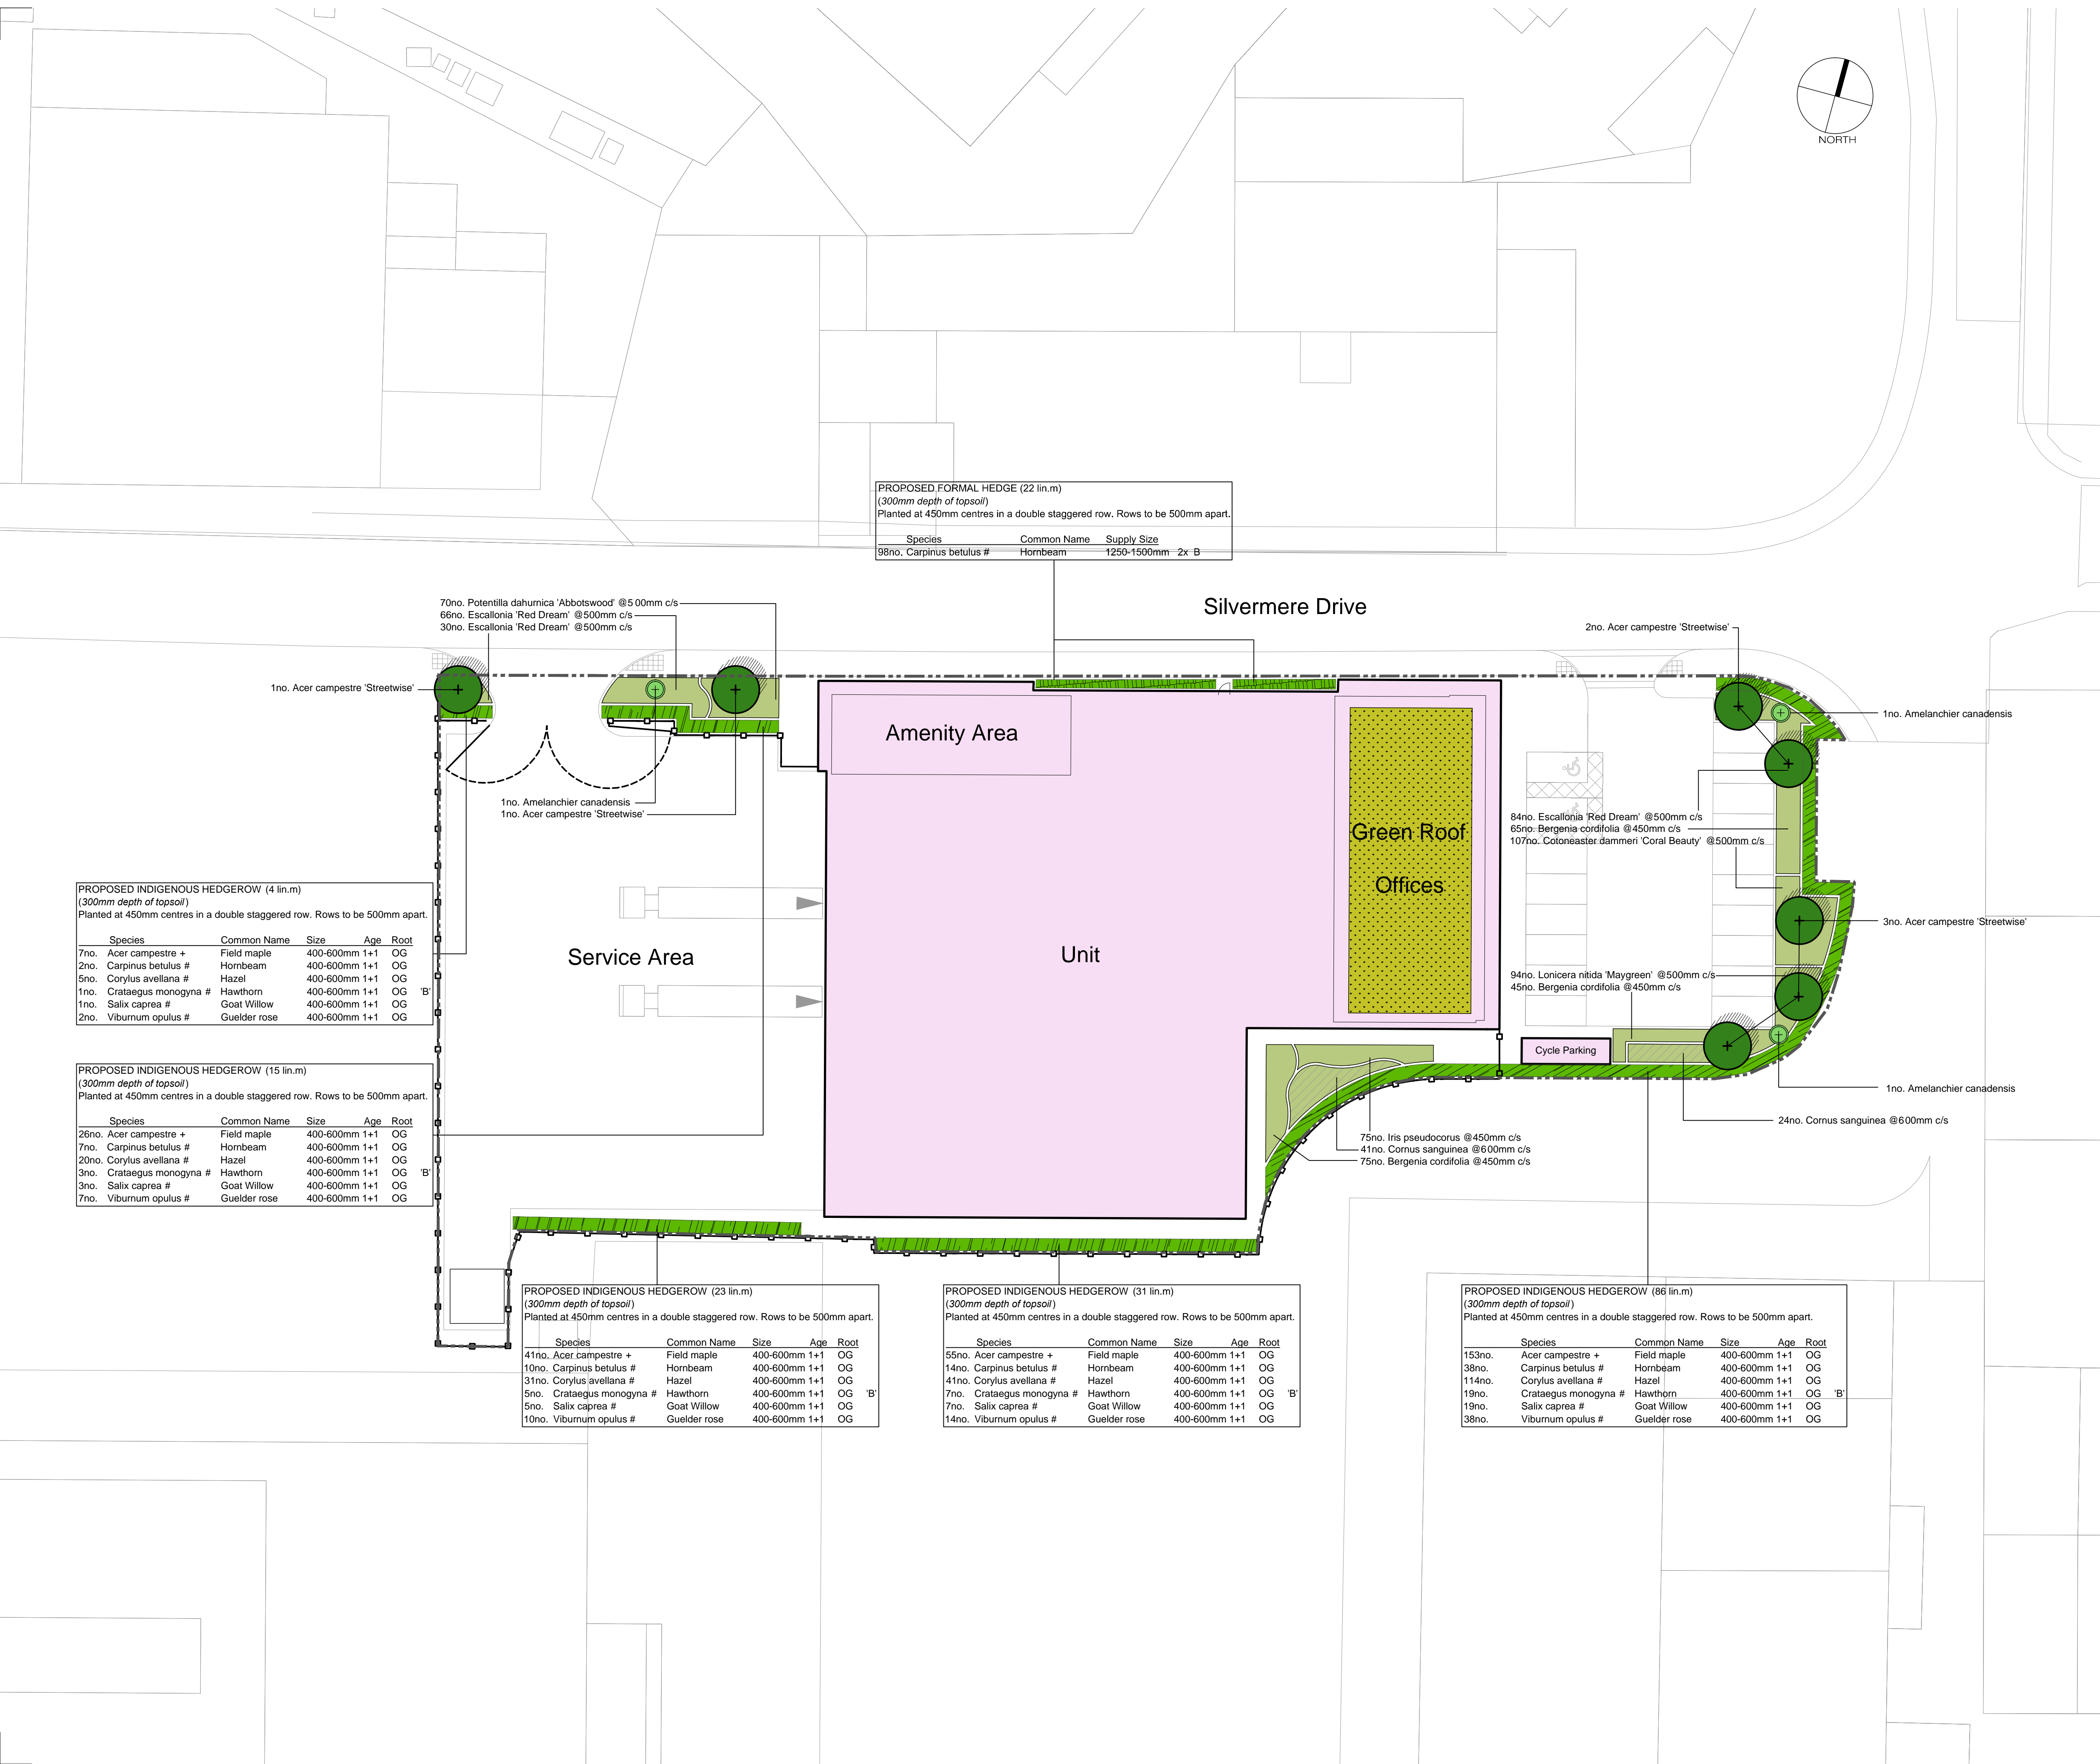 NORTH
PROPOSED FORMAL HEDGE (22 lin.m)
(300mm depth of topsoil)
Planted at 450mm centres in a double staggered row. Rows to be 500mm apart.
Species Common Name Supply Size
98no. Carpinus betulus # Hornbeam 1250-1500mm 2x B
Silvermere Drive
70no. Potentilla dahurnica 'Abbotswood' @500mm c/s
66no. Escallonia 'Red Dream' @500mm c/s
30no. Escallonia 'Red Dream' @500mm c/s
2no. Acer campestre 'Streetwise'
1no. Acer campestre 'Streetwise'
1no. Amelanchier canadensis
Amenity Area
1no. Amelanchier canadensis
1no. Acer campestre 'Streetwise'
Green Roof
Offices
84no. Escallonia 'Red Dream' @500mm c/s
65no. Bergenia cordifolia @450mm c/s
107no. Cotoneaster dammeri 'Coral Beauty' @500mm c/s
3no. Acer campestre 'Streetwise'
Service Area
Unit
94no. Lonicera nitida 'Maygreen' @500mm c/s
45no. Bergenia cordifolia @450mm c/s
Cycle Parking
1no. Amelanchier canadensis
24no. Cornus sanguinea @600mm c/s
75no. Iris pseudocorus @450mm c/s
41no. Cornus sanguinea @600mm c/s
75no. Bergenia cordifolia @450mm c/s
PROPOSED INDIGENOUS HEDGEROW (4 lin.m)
(300mm depth of topsoil)
Planted at 450mm centres in a double staggered row. Rows to be 500mm apart.
Species Common Name Size Age Root
7no. Acer campestre + Field maple 400-600mm 1+1 OG
2no. Carpinus betulus # Hornbeam 400-600mm 1+1 OG
5no. Corylus avellana # Hazel 400-600mm 1+1 OG
1no. Crataegus monogyna # Hawthorn 400-600mm 1+1 OG 'B'
1no. Salix caprea # Goat Willow 400-600mm 1+1 OG
2no. Viburnum opulus # Guelder rose 400-600mm 1+1 OG
PROPOSED INDIGENOUS HEDGEROW (15 lin.m)
(300mm depth of topsoil)
Planted at 450mm centres in a double staggered row. Rows to be 500mm apart.
Species Common Name Size Age Root
26no. Acer campestre + Field maple 400-600mm 1+1 OG
7no. Carpinus betulus # Hornbeam 400-600mm 1+1 OG
20no. Corylus avellana # Hazel 400-600mm 1+1 OG
3no. Crataegus monogyna # Hawthorn 400-600mm 1+1 OG 'B'
3no. Salix caprea # Goat Willow 400-600mm 1+1 OG
7no. Viburnum opulus # Guelder rose 400-600mm 1+1 OG
PROPOSED INDIGENOUS HEDGEROW (23 lin.m)
(300mm depth of topsoil)
Planted at 450mm centres in a double staggered row. Rows to be 500mm apart.
Species Common Name Size Age Root
41no. Acer campestre + Field maple 400-600mm 1+1 OG
10no. Carpinus betulus # Hornbeam 400-600mm 1+1 OG
31no. Corylus avellana # Hazel 400-600mm 1+1 OG
5no. Crataegus monogyna # Hawthorn 400-600mm 1+1 OG 'B'
5no. Salix caprea # Goat Willow 400-600mm 1+1 OG
10no. Viburnum opulus # Guelder rose 400-600mm 1+1 OG
PROPOSED INDIGENOUS HEDGEROW (31 lin.m)
(300mm depth of topsoil)
Planted at 450mm centres in a double staggered row. Rows to be 500mm apart.
Species Common Name Size Age Root
55no. Acer campestre + Field maple 400-600mm 1+1 OG
14no. Carpinus betulus # Hornbeam 400-600mm 1+1 OG
41no. Corylus avellana # Hazel 400-600mm 1+1 OG
7no. Crataegus monogyna # Hawthorn 400-600mm 1+1 OG 'B'
7no. Salix caprea # Goat Willow 400-600mm 1+1 OG
14no. Viburnum opulus # Guelder rose 400-600mm 1+1 OG
PROPOSED INDIGENOUS HEDGEROW (86 lin.m)
(300mm depth of topsoil)
Planted at 450mm centres in a double staggered row. Rows to be 500mm apart.
Species Common Name Size Age Root
153no. Acer campestre + Field maple 400-600mm 1+1 OG
38no. Carpinus betulus # Hornbeam 400-600mm 1+1 OG
114no. Corylus avellana # Hazel 400-600mm 1+1 OG
19no. Crataegus monogyna # Hawthorn 400-600mm 1+1 OG 'B'
19no. Salix caprea # Goat Willow 400-600mm 1+1 OG
38no. Viburnum opulus # Guelder rose 400-600mm 1+1 OG